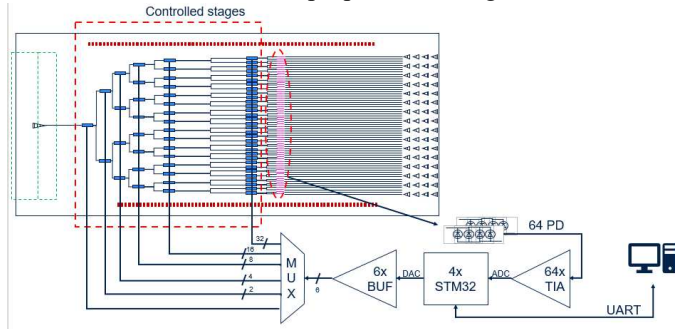 Controlled stages
32
16
8
4
2
M
U
X
6
6x
BUF
DAC
4x
STM32
ADC
64x
TIA
64 PD
UART